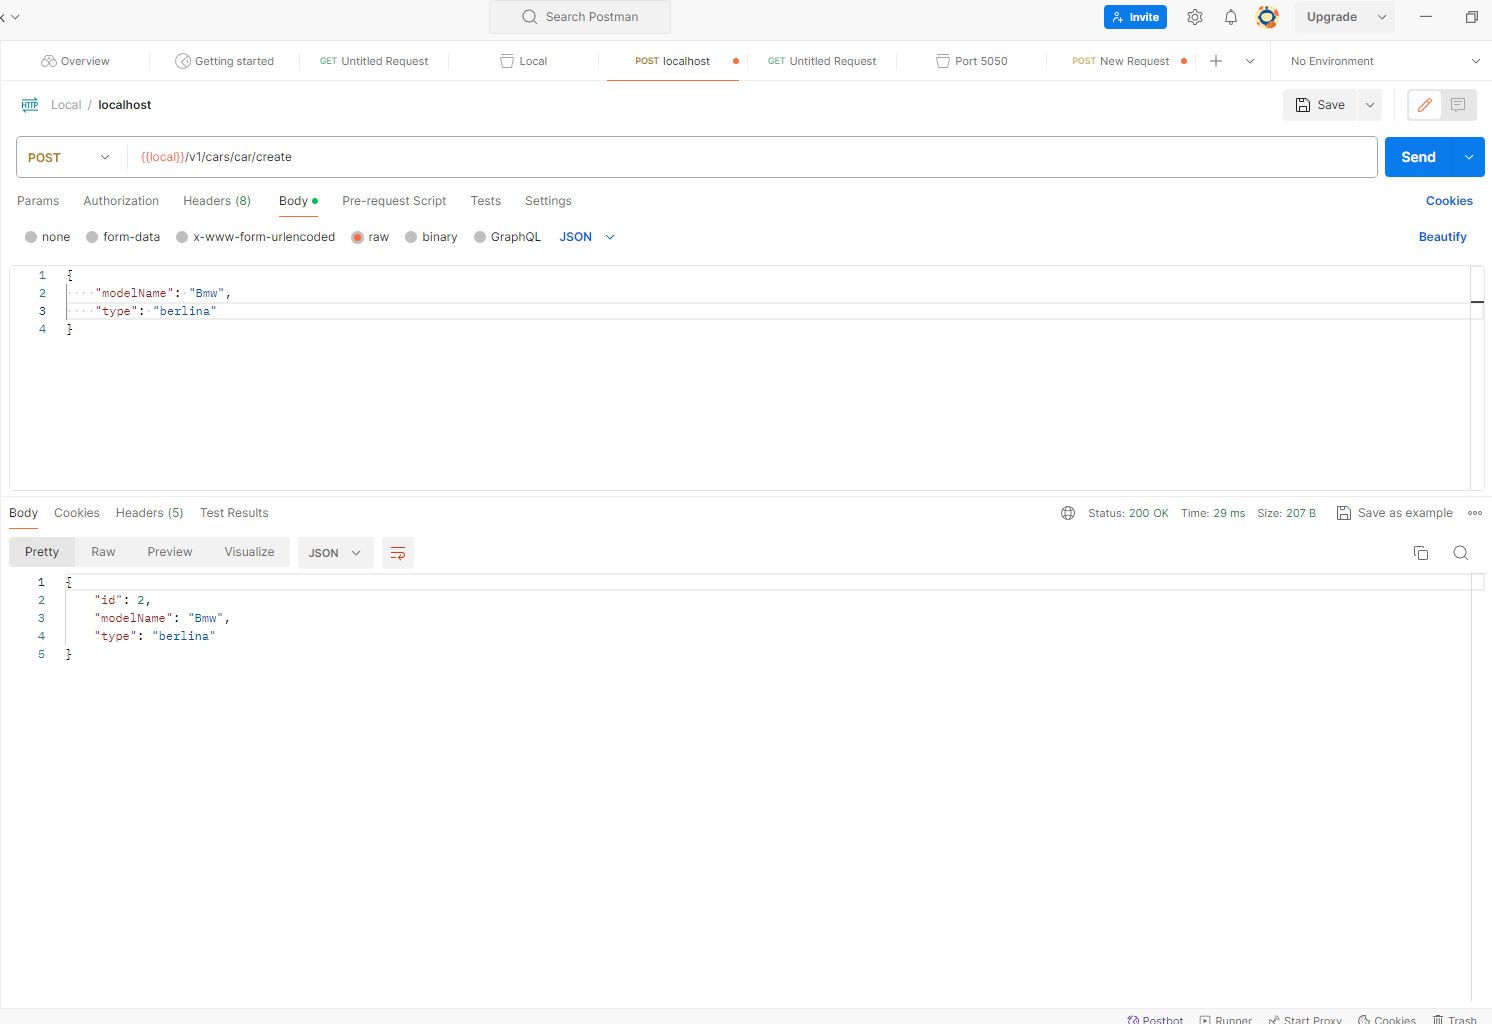 Search Postman
Invite
Upgrade
Overview
Getting started
GET Untitled Request
Local
POST localhost
GET Untitled Request
Port 5050
POST New Request
No Environment
HTTP
Local / localhost
Save
POST
{{local}}/v1/cars/car/create
Send
Params
Authorization
Headers (8)
Body
Pre-request Script
Tests
Settings
Cookies
none
form-data
x-www-form-urlencoded
raw
binary
GraphQL
JSON
Beautify
1 {
2 "modelName": "Bmw",
3 "type": "berlina"
4 }
Body
Cookies
Headers (5)
Test Results
Status: 200 OK
Time: 29 ms
Size: 207 B
Save as example
Pretty
Raw
Preview
Visualize
JSON
1 {
2 "id": 2,
3 "modelName": "Bmw",
4 "type": "berlina"
5 }
Postbot
Runner
Start Proxy
Cookies
Trash